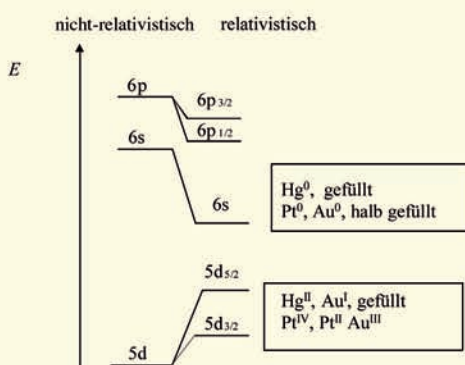 nicht-relativistisch relativistisch
E
6p
6p3/2
6p1/2
6s
6s
Hg⁰, gefüllt
Pt⁰, Au⁰, halb gefüllt
5d5/2
5d3/2
5d
Hgᴵᴵ, Auᴵ, gefüllt
Ptᴵⱽ, Ptᴵᴵ Auᴵᴵᴵ